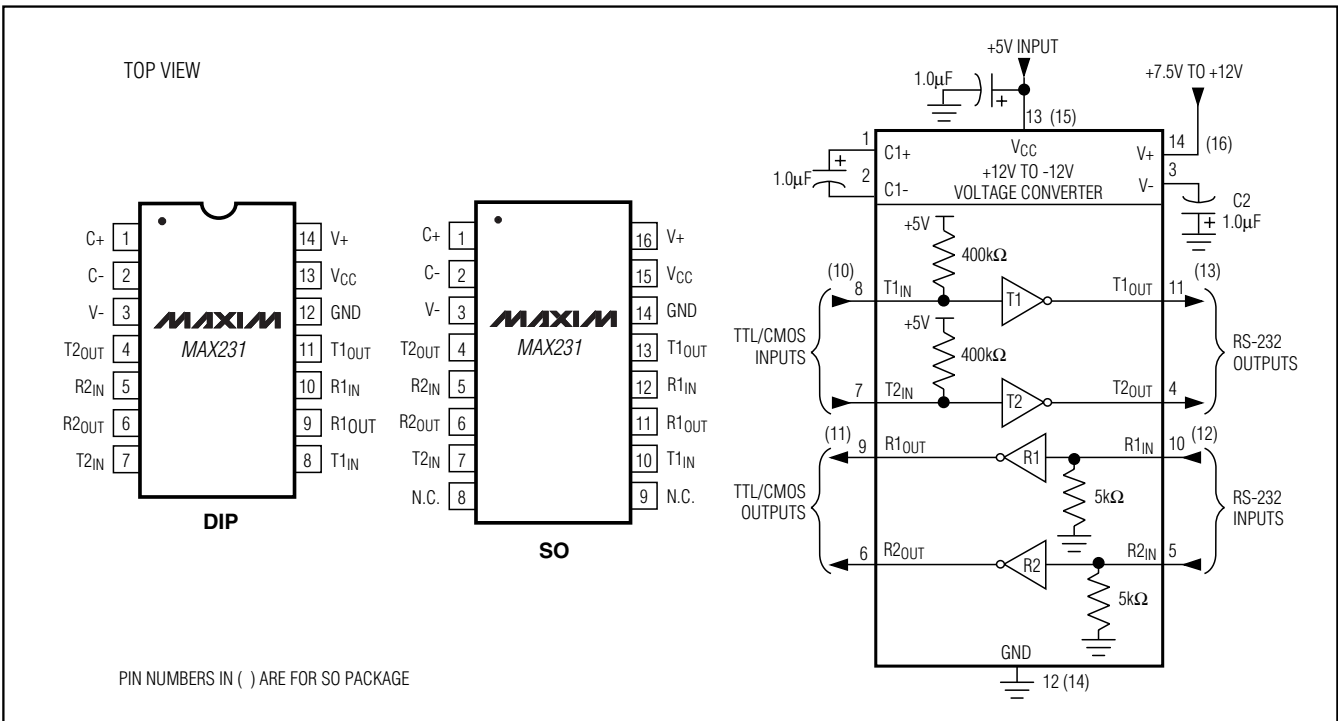 TOP VIEW
C+ 1
C- 2
V- 3
T2OUT 4
R2IN 5
R2OUT 6
T2IN 7
14 V+
13 VCC
12 GND
11 T1OUT
10 R1IN
9 R1OUT
8 T1IN
MAXIM
MAX231
DIP
C+ 1
C- 2
V- 3
T2OUT 4
R2IN 5
R2OUT 6
T2IN 7
N.C. 8
16 V+
15 VCC
14 GND
13 T1OUT
12 R1IN
11 R1OUT
10 T1IN
9 N.C.
MAXIM
MAX231
SO
PIN NUMBERS IN ( ) ARE FOR SO PACKAGE
+5V INPUT
1.0µF
+
+7.5V TO +12V
13 (15)
1
C1+
VCC
V+
14 (16)
+
1.0µF
2
C1-
+12V TO -12V
VOLTAGE CONVERTER
V-
3
C2
+ 1.0µF
+5V
400kΩ
(10)
8
T1IN
T1
T1OUT
11
(13)
+5V
400kΩ
TTL/CMOS
INPUTS
RS-232
OUTPUTS
7
T2IN
T2
T2OUT
4
(11)
9
R1OUT
R1
R1IN
10
(12)
5kΩ
TTL/CMOS
OUTPUTS
RS-232
INPUTS
6
R2OUT
R2
R2IN
5
5kΩ
GND
12 (14)